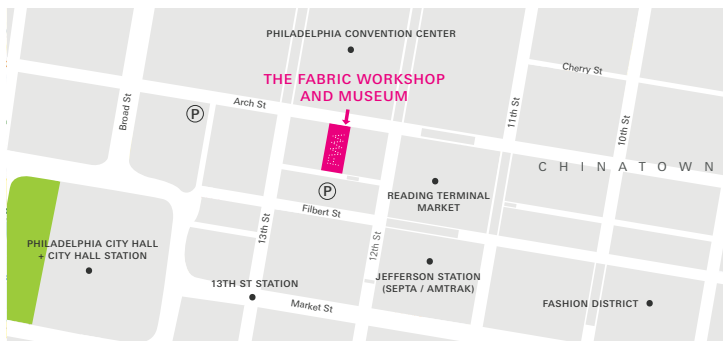 PHILADELPHIA CONVENTION CENTER
THE FABRIC WORKSHOP
AND MUSEUM
Cherry St
Arch St
Broad St
P
11th St
10th St
CHINATOWN
P
READING TERMINAL
MARKET
Filbert St
13th St
12th St
PHILADELPHIA CITY HALL
+ CITY HALL STATION
13TH ST STATION
JEFFERSON STATION
(SEPTA / AMTRAK)
Market St
FASHION DISTRICT